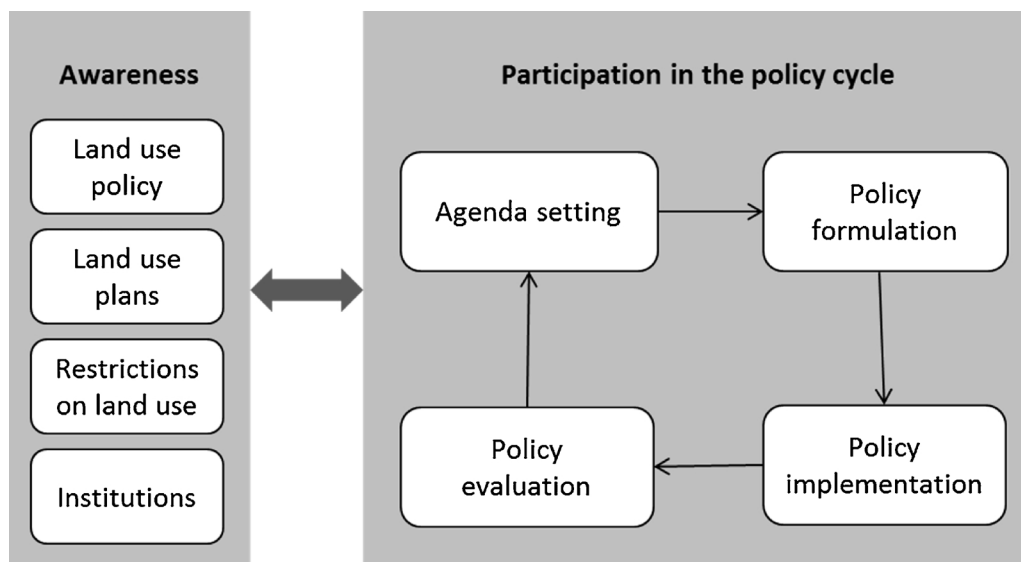 Awareness
Land use
policy
Land use
plans
Restrictions
on land use
Institutions
Participation in the policy cycle
Agenda setting
Policy
formulation
Policy
implementation
Policy
evaluation